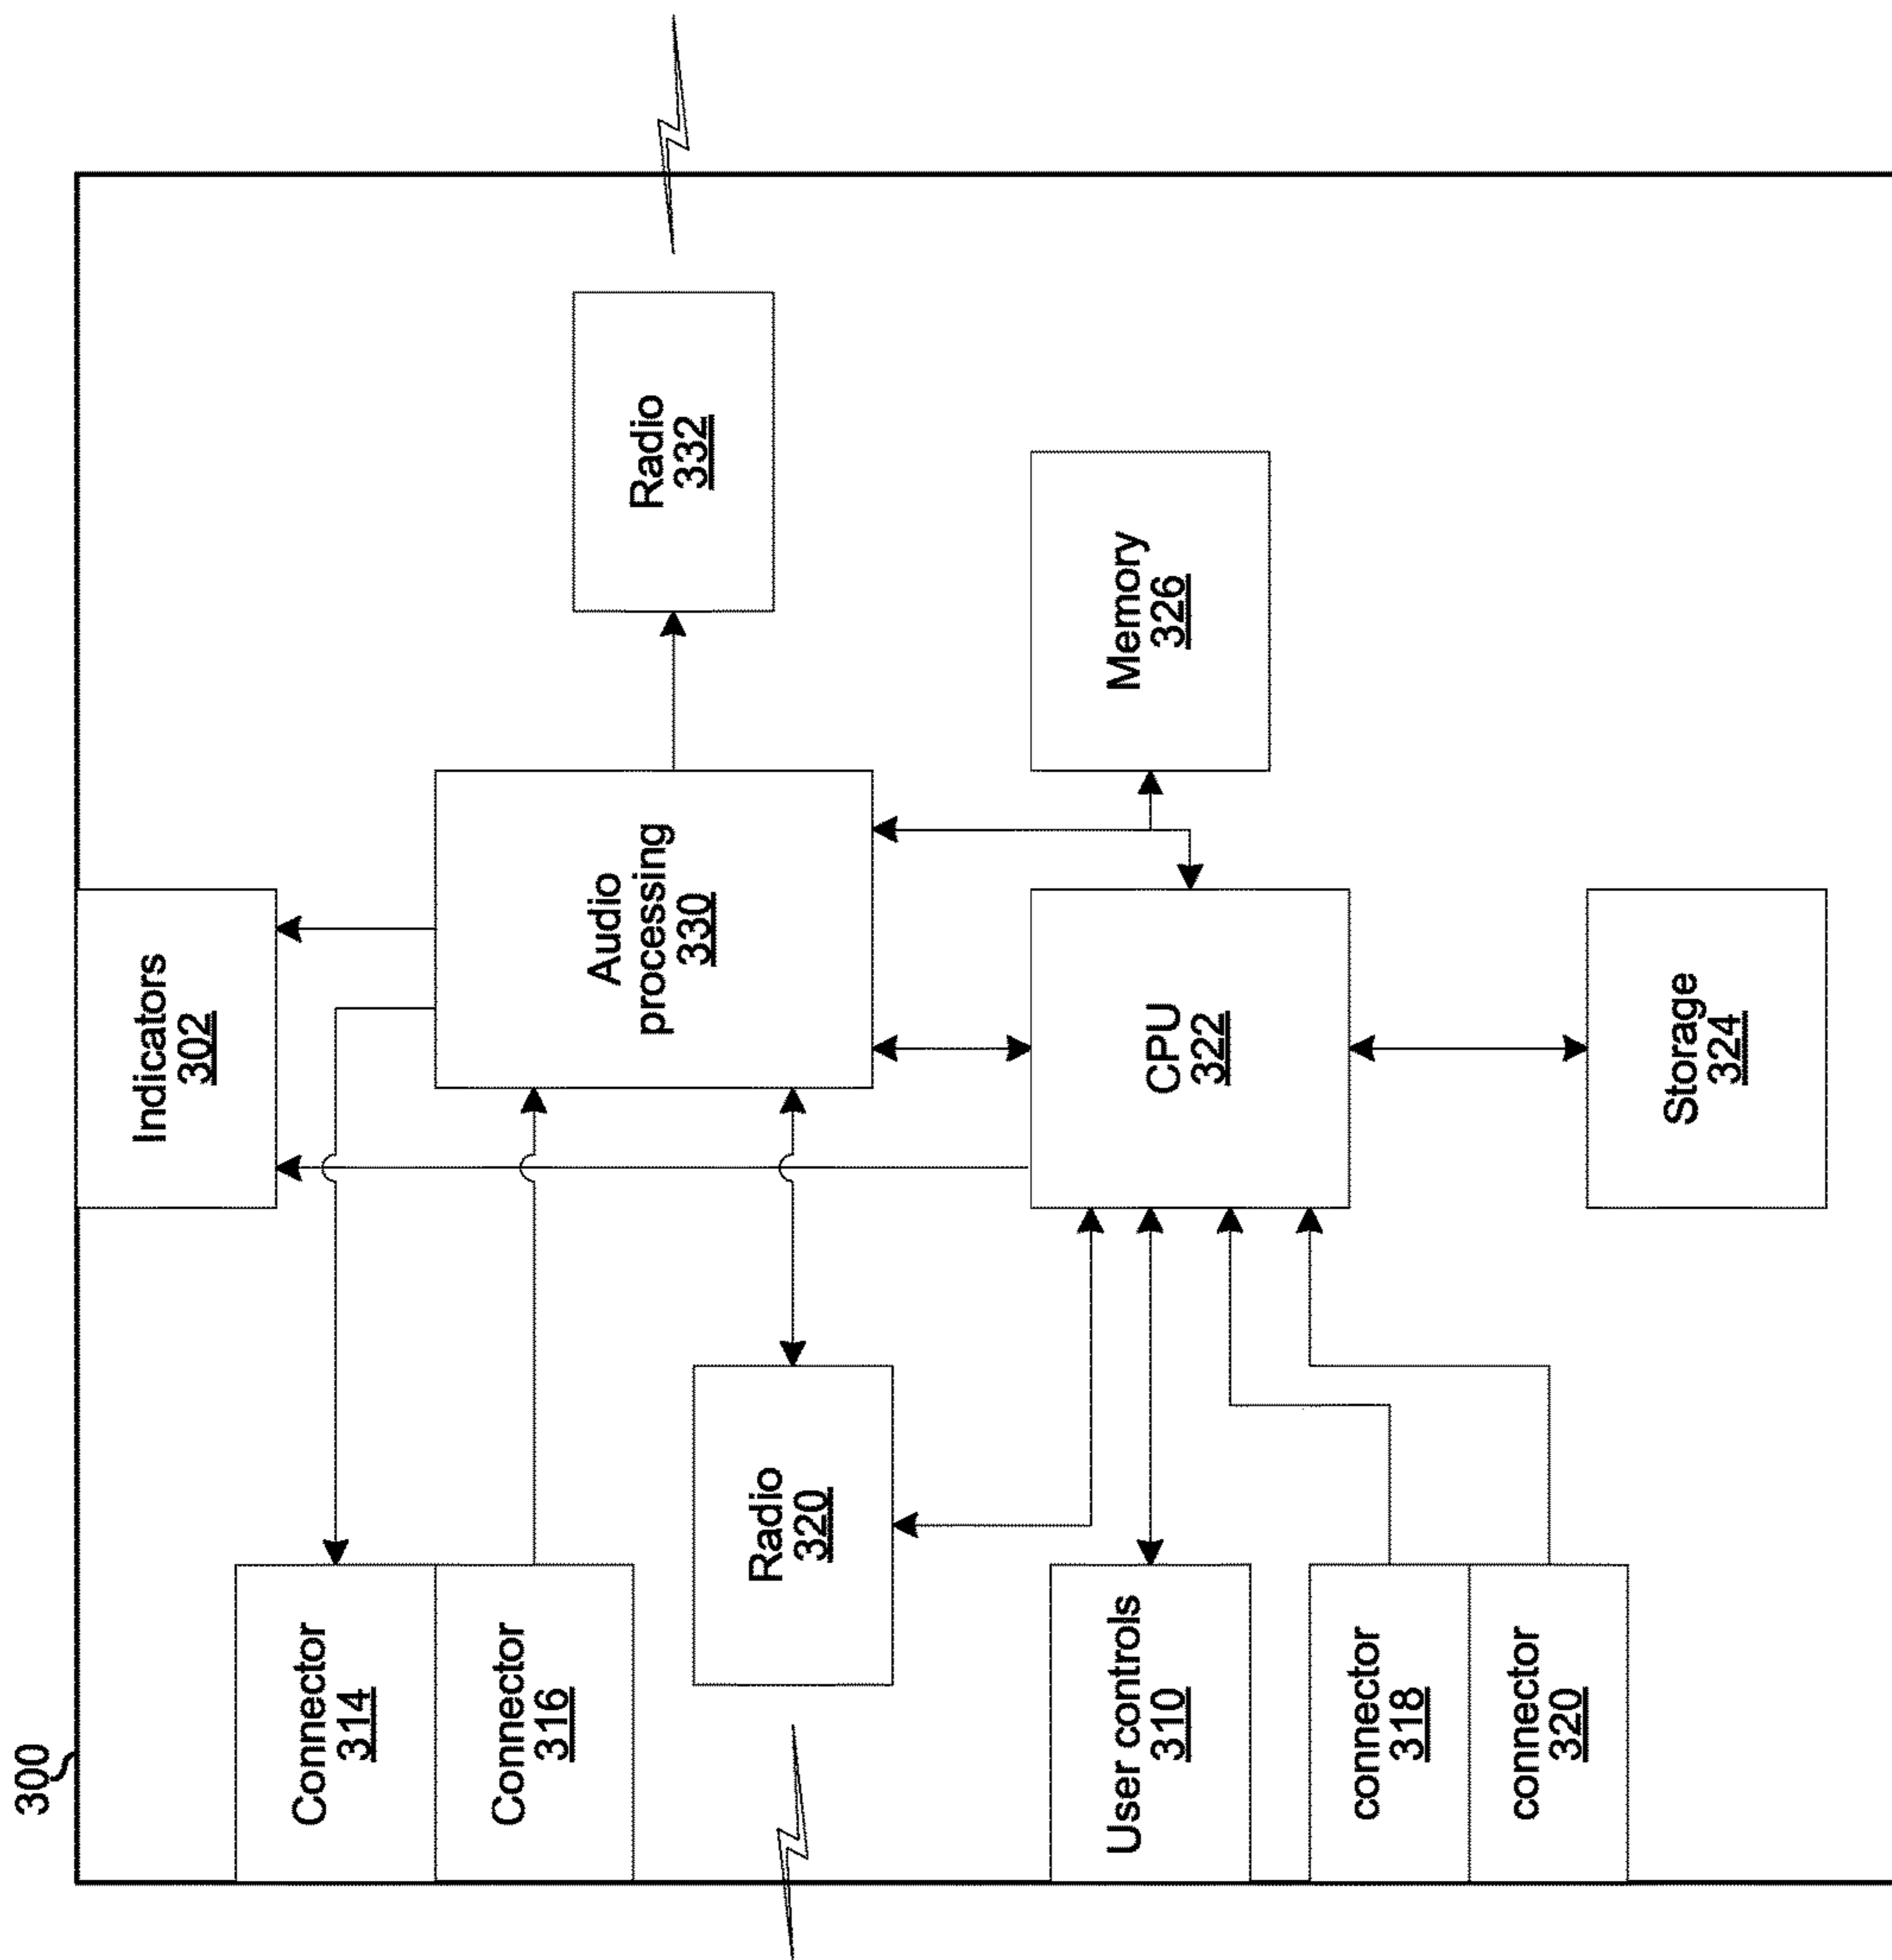 300
Indicators
302
Connector
314
Connector
316
Audio
processing
330
Radio
332
Radio
320
User controls
310
CPU
322
Memory
326
connector
318
connector
320
Storage
324